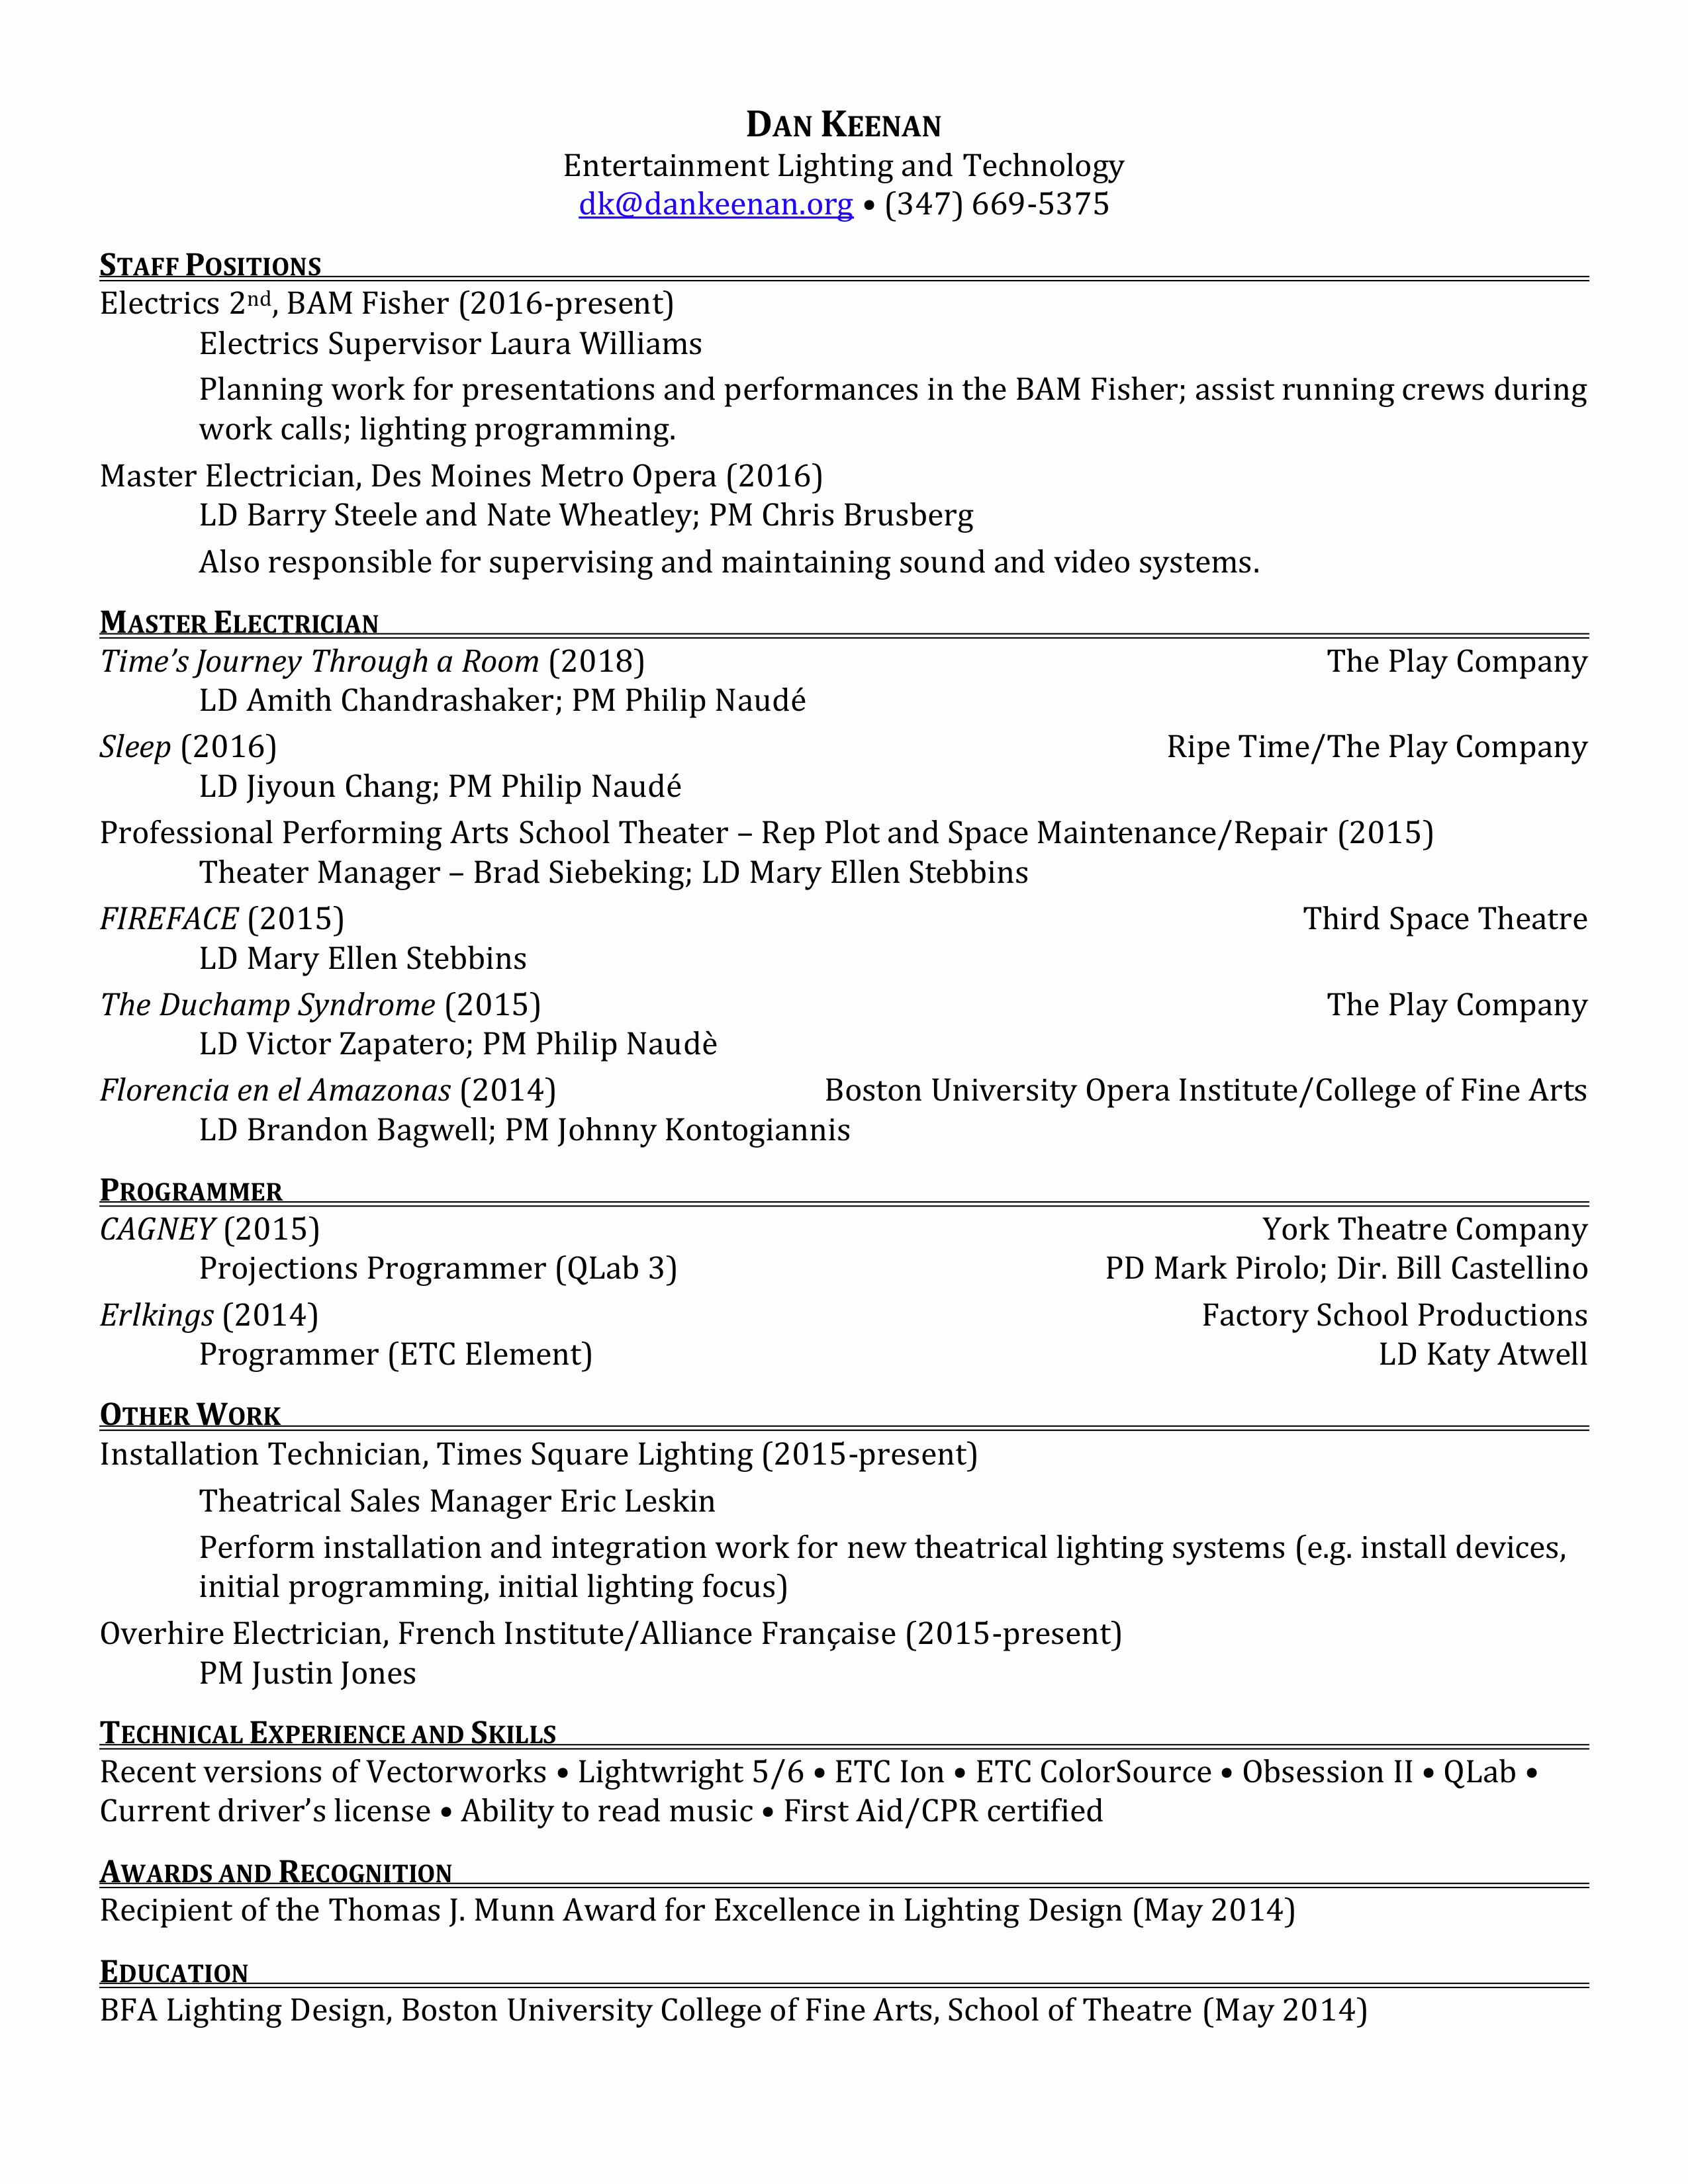 DAN KEENAN
Entertainment Lighting and Technology
dk@dankeenan.org • (347) 669-5375
STAFF POSITIONS
Electrics 2nd, BAM Fisher (2016-present)
Electrics Supervisor Laura Williams
Planning work for presentations and performances in the BAM Fisher; assist running crews during
work calls; lighting programming.
Master Electrician, Des Moines Metro Opera (2016)
LD Barry Steele and Nate Wheatley; PM Chris Brusberg
Also responsible for supervising and maintaining sound and video systems.
MASTER ELECTRICIAN
Time’s Journey Through a Room (2018) The Play Company
LD Amith Chandrashaker; PM Philip Naudé
Sleep (2016) Ripe Time/The Play Company
LD Jiyoun Chang; PM Philip Naudé
Professional Performing Arts School Theater – Rep Plot and Space Maintenance/Repair (2015)
Theater Manager – Brad Siebeking; LD Mary Ellen Stebbins
FIREFACE (2015) Third Space Theatre
LD Mary Ellen Stebbins
The Duchamp Syndrome (2015) The Play Company
LD Victor Zapatero; PM Philip Naudè
Florencia en el Amazonas (2014) Boston University Opera Institute/College of Fine Arts
LD Brandon Bagwell; PM Johnny Kontogiannis
PROGRAMMER
CAGNEY (2015) York Theatre Company
Projections Programmer (QLab 3) PD Mark Pirolo; Dir. Bill Castellino
Erlkings (2014) Factory School Productions
Programmer (ETC Element) LD Katy Atwell
OTHER WORK
Installation Technician, Times Square Lighting (2015-present)
Theatrical Sales Manager Eric Leskin
Perform installation and integration work for new theatrical lighting systems (e.g. install devices,
initial programming, initial lighting focus)
Overhire Electrician, French Institute/Alliance Française (2015-present)
PM Justin Jones
TECHNICAL EXPERIENCE AND SKILLS
Recent versions of Vectorworks • Lightwright 5/6 • ETC Ion • ETC ColorSource • Obsession II • QLab •
Current driver’s license • Ability to read music • First Aid/CPR certified
AWARDS AND RECOGNITION
Recipient of the Thomas J. Munn Award for Excellence in Lighting Design (May 2014)
EDUCATION
BFA Lighting Design, Boston University College of Fine Arts, School of Theatre (May 2014)